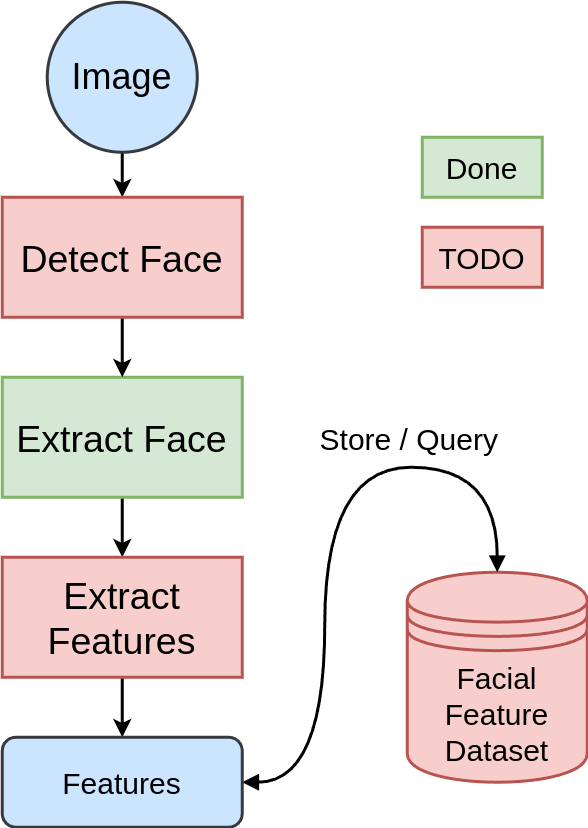 Image
Done
Detect Face
TODO
Extract Face
Store / Query
Extract
Features
Facial
Feature
Dataset
Features